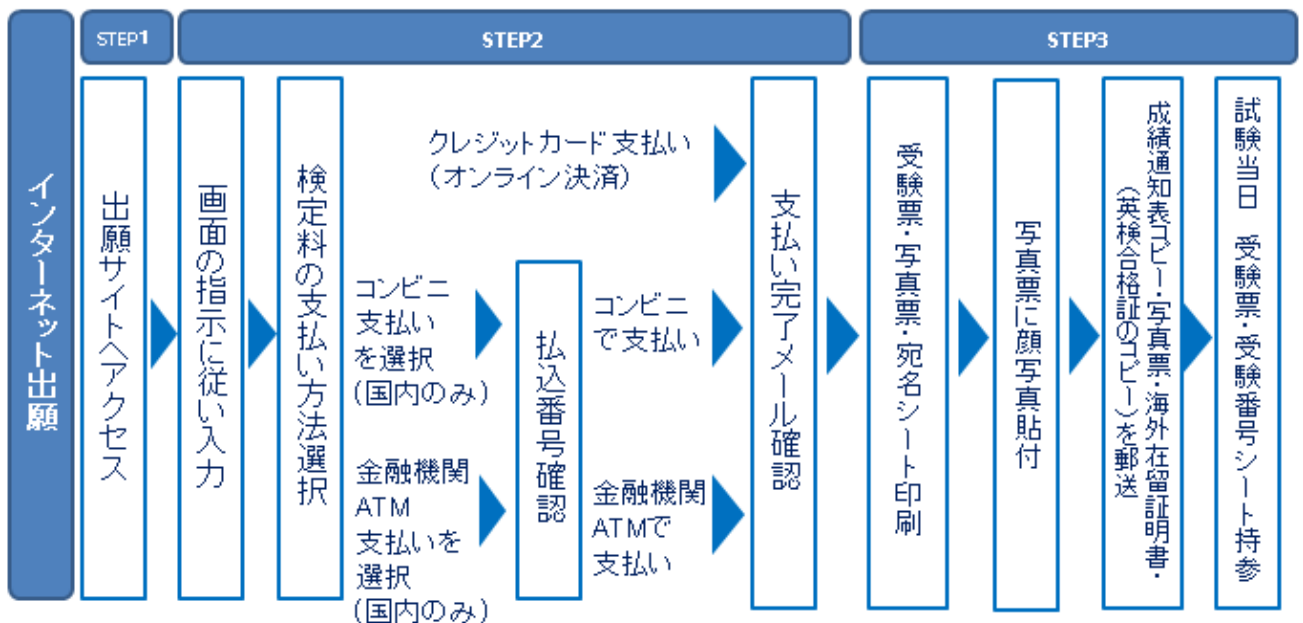 インターネット出願
STEP1
STEP2
STEP3
出願サイトへアクセス
画面の指示に従い入力
検定料の支払い方法選択
クレジットカード支払い
（オンライン決済）
コンビニ
支払い
を選択
（国内のみ）
金融機関
ATM
支払いを
選択
（国内のみ）
払込番号確認
コンビニ
で支払い
金融機関
ATMで
支払い
支払い完了メール確認
受験票・写真票・宛名シート印刷
写真票に顔写真貼付
成績通知表コピー・写真票・海外在留証明書・
（英検合格証のコピー）を郵送
試験当日　受験票・受験番号シート持参